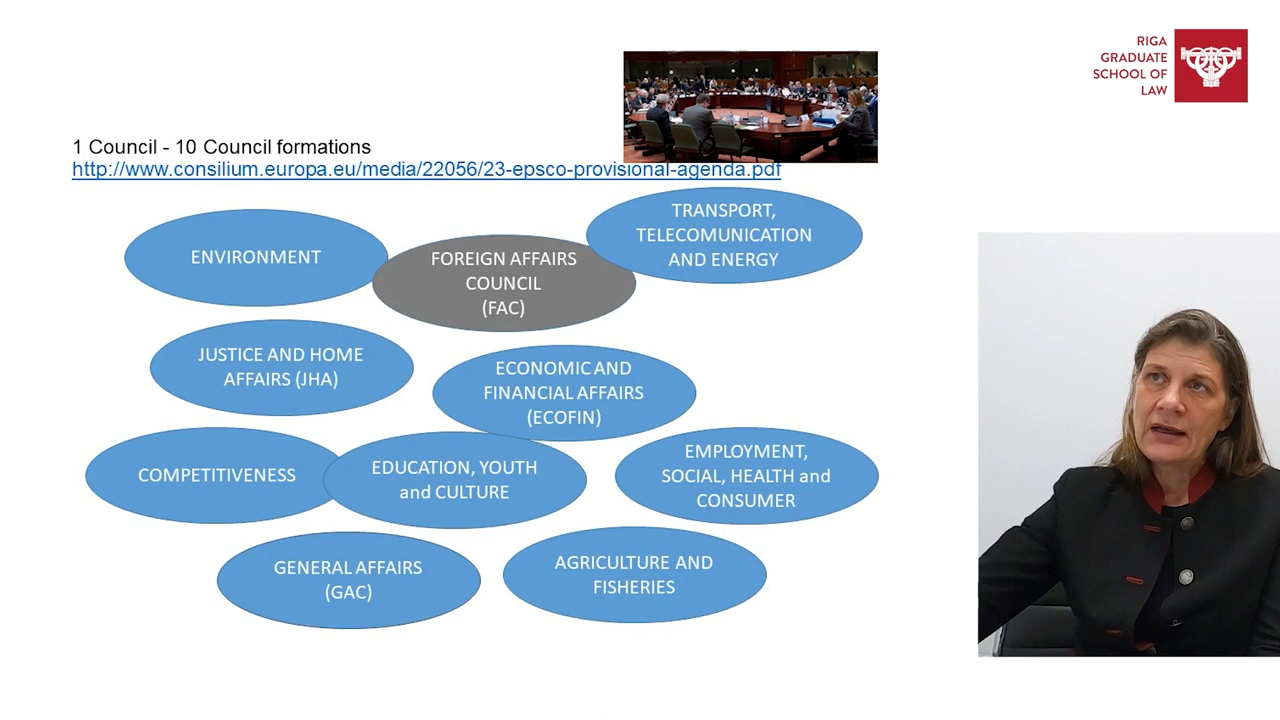 RIGA
GRADUATE
SCHOOL OF
LAW
1 Council - 10 Council formations
http://www.consilium.europa.eu/media/22056/23-epsco-provisional-agenda.pdf
TRANSPORT,
TELECOMUNICATION
AND ENERGY
ENVIRONMENT
FOREIGN AFFAIRS
COUNCIL
(FAC)
JUSTICE AND HOME
AFFAIRS (JHA)
ECONOMIC AND
FINANCIAL AFFAIRS
(ECOFIN)
COMPETITIVENESS
EDUCATION, YOUTH
and CULTURE
EMPLOYMENT,
SOCIAL, HEALTH and
CONSUMER
GENERAL AFFAIRS
(GAC)
AGRICULTURE AND
FISHERIES